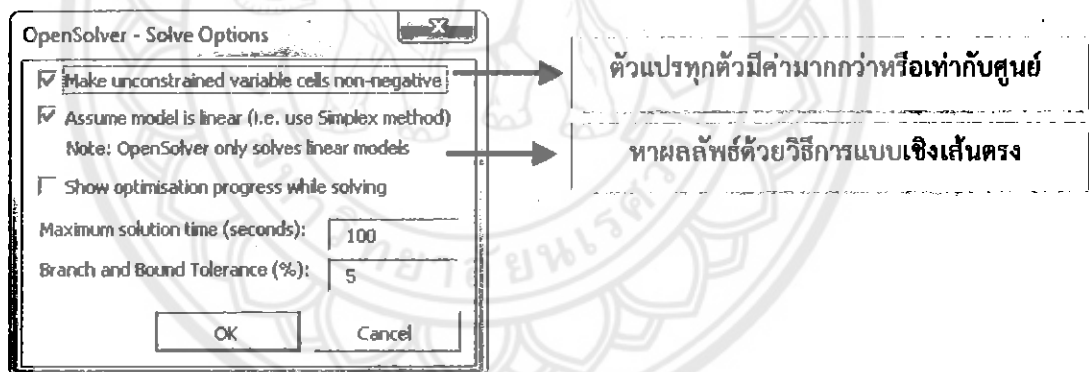 OpenSolver - Solve Options
Make unconstrained variable cells non-negative
Assume model is linear (i.e. use Simplex method)
Note: OpenSolver only solves linear models
Show optimisation progress while solving
Maximum solution time (seconds): 100
Branch and Bound Tolerance (%): 5
OK Cancel
ตัวแปรทุกตัวมีค่ามากกว่าหรือเท่ากับศูนย์
หาผลลัพธ์ด้วยวิธีการแบบเชิงเส้นตรง